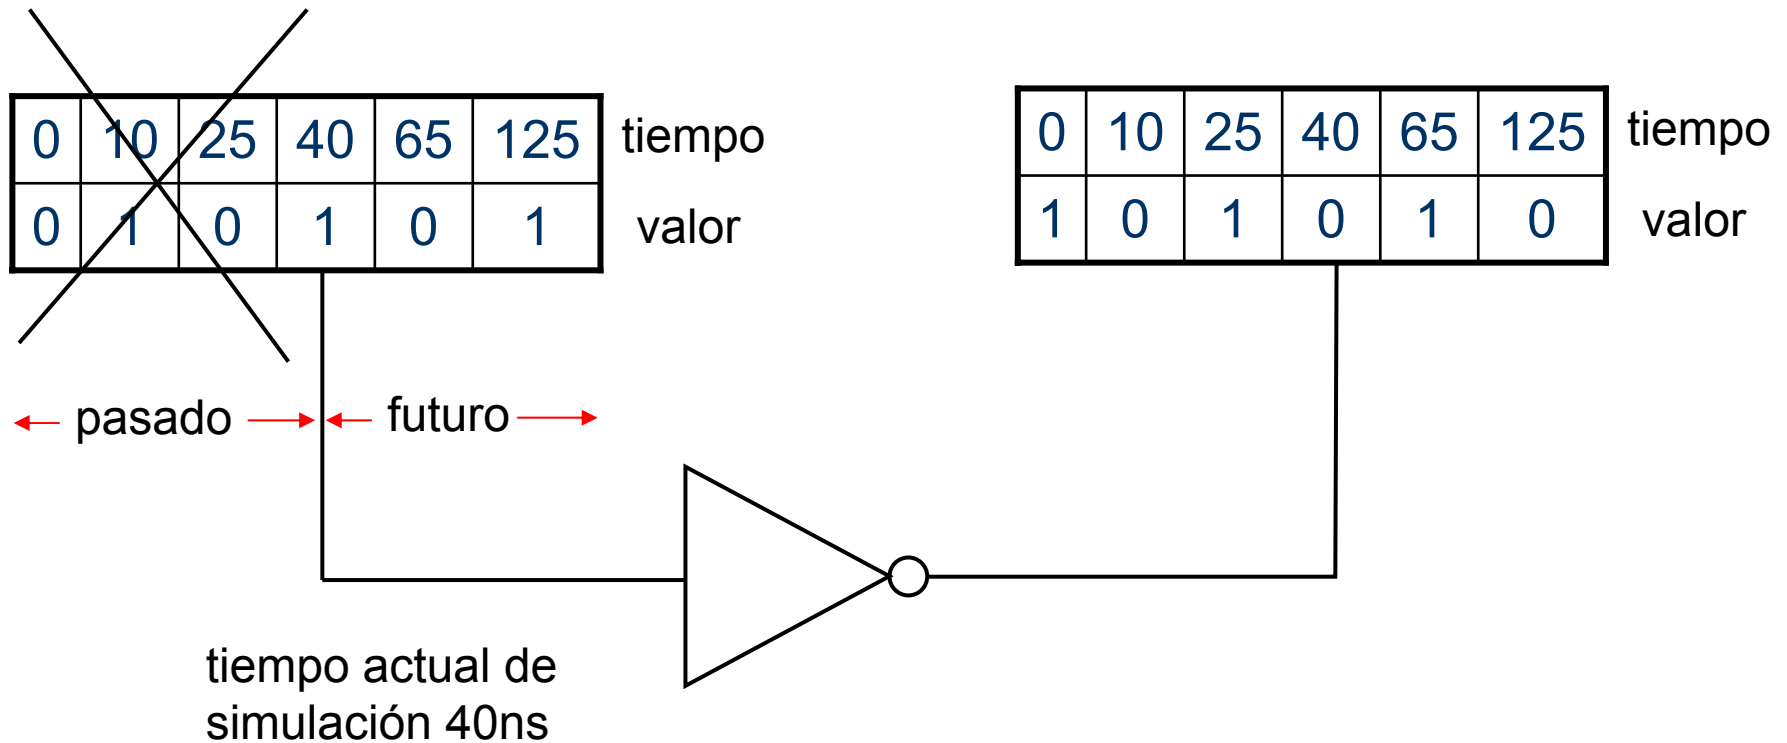 0 10 25 40 65 125 tiempo
0 1 0 1 0 1 valor
0 10 25 40 65 125 tiempo
1 0 1 0 1 0 valor
pasado futuro
tiempo actual de
simulación 40ns